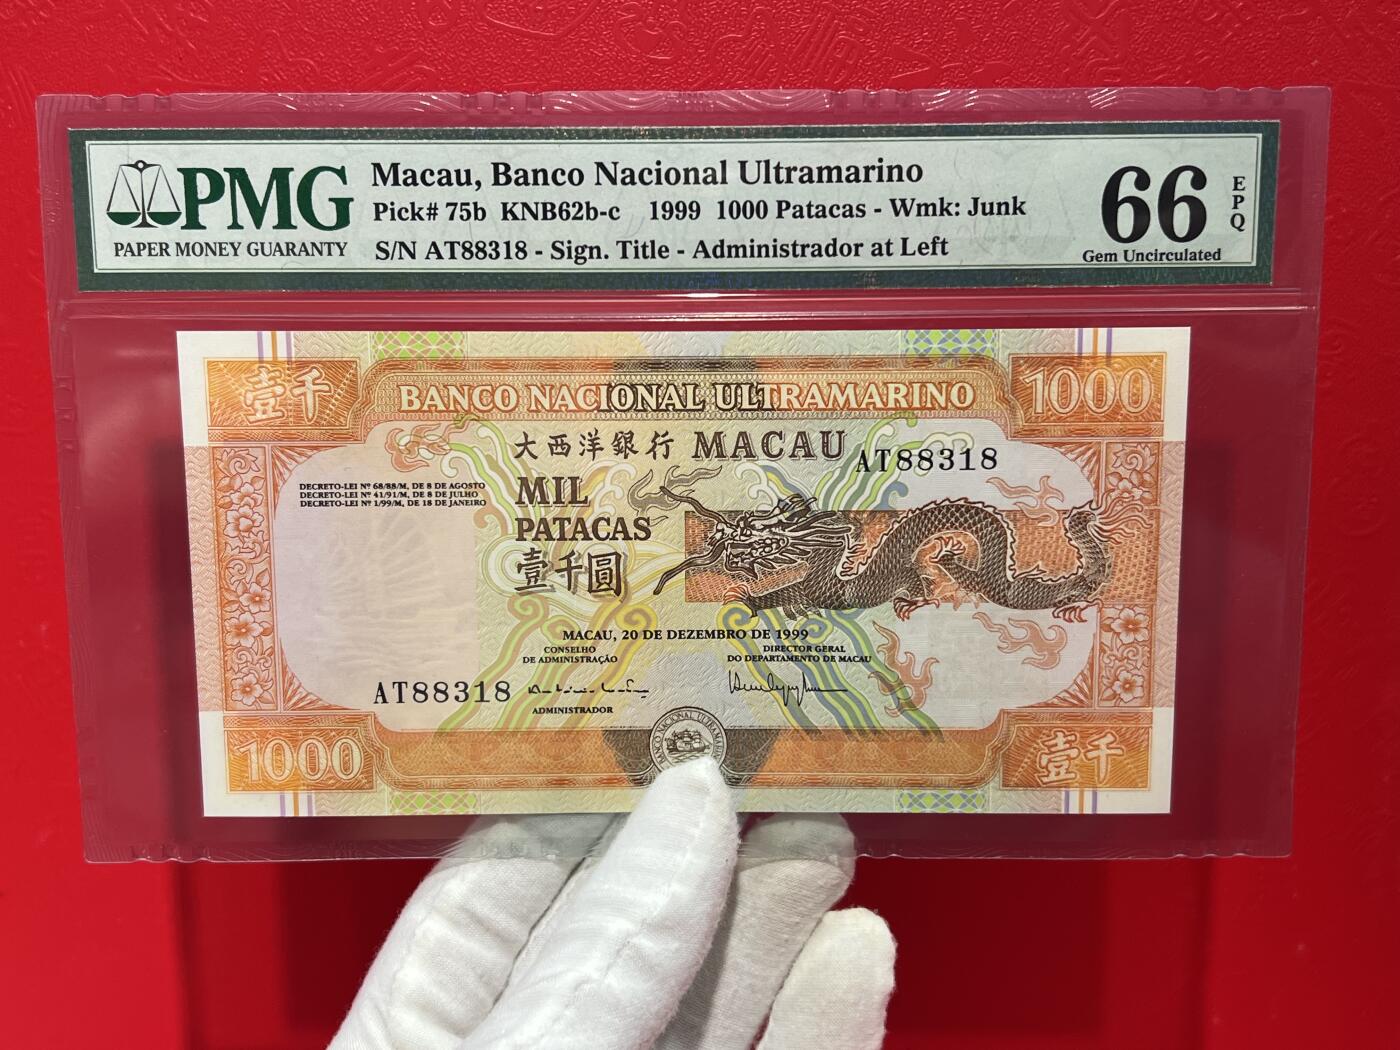 PMG
PAPER MONEY GUARANTY
Macau, Banco Nacional Ultramarino
Pick# 75b KNB62b-c 1999 1000 Patacas - Wmk: Junk
S/N AT88318 - Sign. Title - Administrador at Left
66
EPQ
Gem Uncirculated
壹千
BANCO NACIONAL ULTRAMARINO
1000
大西洋銀行 MACAU
AT88318
DECRETO-LEI Nº 68/88/M, DE 8 DE AGOSTO
DECRETO-LEI Nº 41/91/M, DE 8 DE JULHO
DECRETO-LEI Nº 1/99/M, DE 18 DE JANEIRO
MIL
PATACAS
壹千圓
MACAU, 20 DE DEZEMBRO DE 1999
CONSELHO
DE ADMINISTRAÇÃO
DIRECTOR GERAL
DO DEPARTAMENTO DE MACAU
AT88318
ADMINISTRADOR
BANCO NACIONAL ULTRAMARINO
1000
壹千